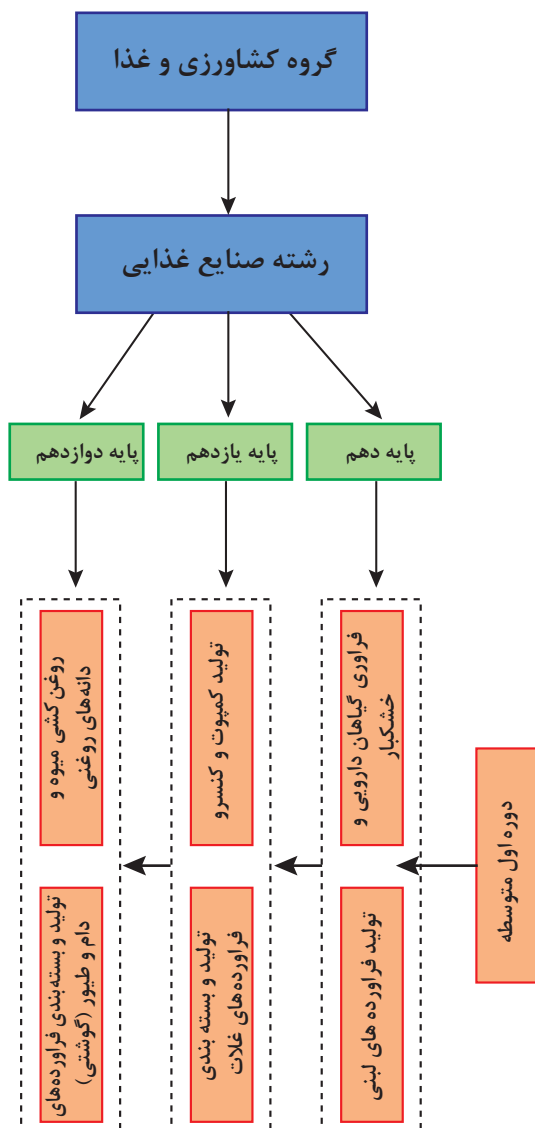 گروه کشاورزی و غذا
رشته صنایع غذایی
پایه دهم
پایه یازدهم
پایه دوازدهم
فراوری گیاهان دارویی و
خشکبار
تولید کمپوت و کنسرو
روغن کشی میوه و
دانه‌های روغنی
دوره اول متوسطه
تولید فراورده های لبنی
تولید و بسته بندی
فراورده‌های غلات
تولید و بسته‌بندی فراورده‌های
دام و طیور (گوشتی)